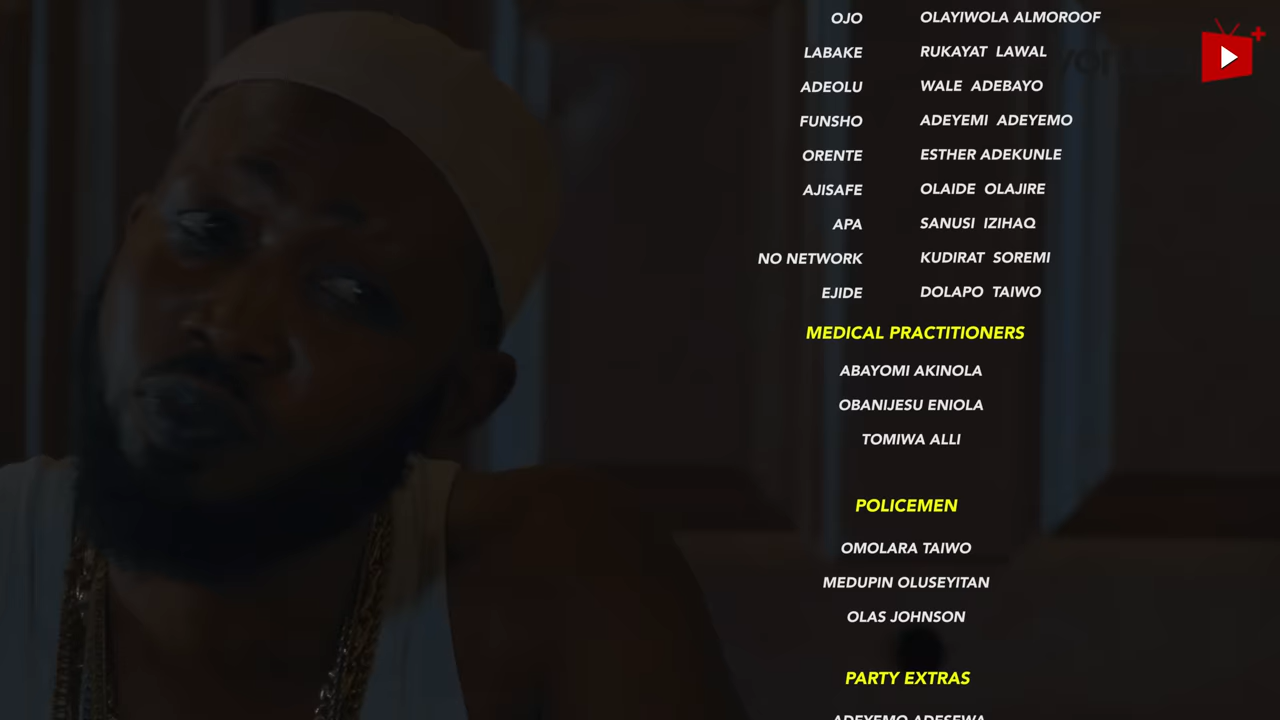 OJO OLAYIWOLA ALMOROOF
LABAKE RUKAYAT LAWAL
ADEOLU WALE ADEBAYO
FUNSHO ADEYEMI ADEYEMO
ORENTE ESTHER ADEKUNLE
AJISAFE OLAIDE OLAJIRE
APA SANUSI IZIHAQ
NO NETWORK KUDIRAT SOREMI
EJIDE DOLAPO TAIWO
MEDICAL PRACTITIONERS
ABAYOMI AKINOLA
OBANIJESU ENIOLA
TOMIWA ALLI
POLICEMEN
OMOLARA TAIWO
MEDUPIN OLUSEYITAN
OLAS JOHNSON
PARTY EXTRAS
ADEYEMO ADESEWA